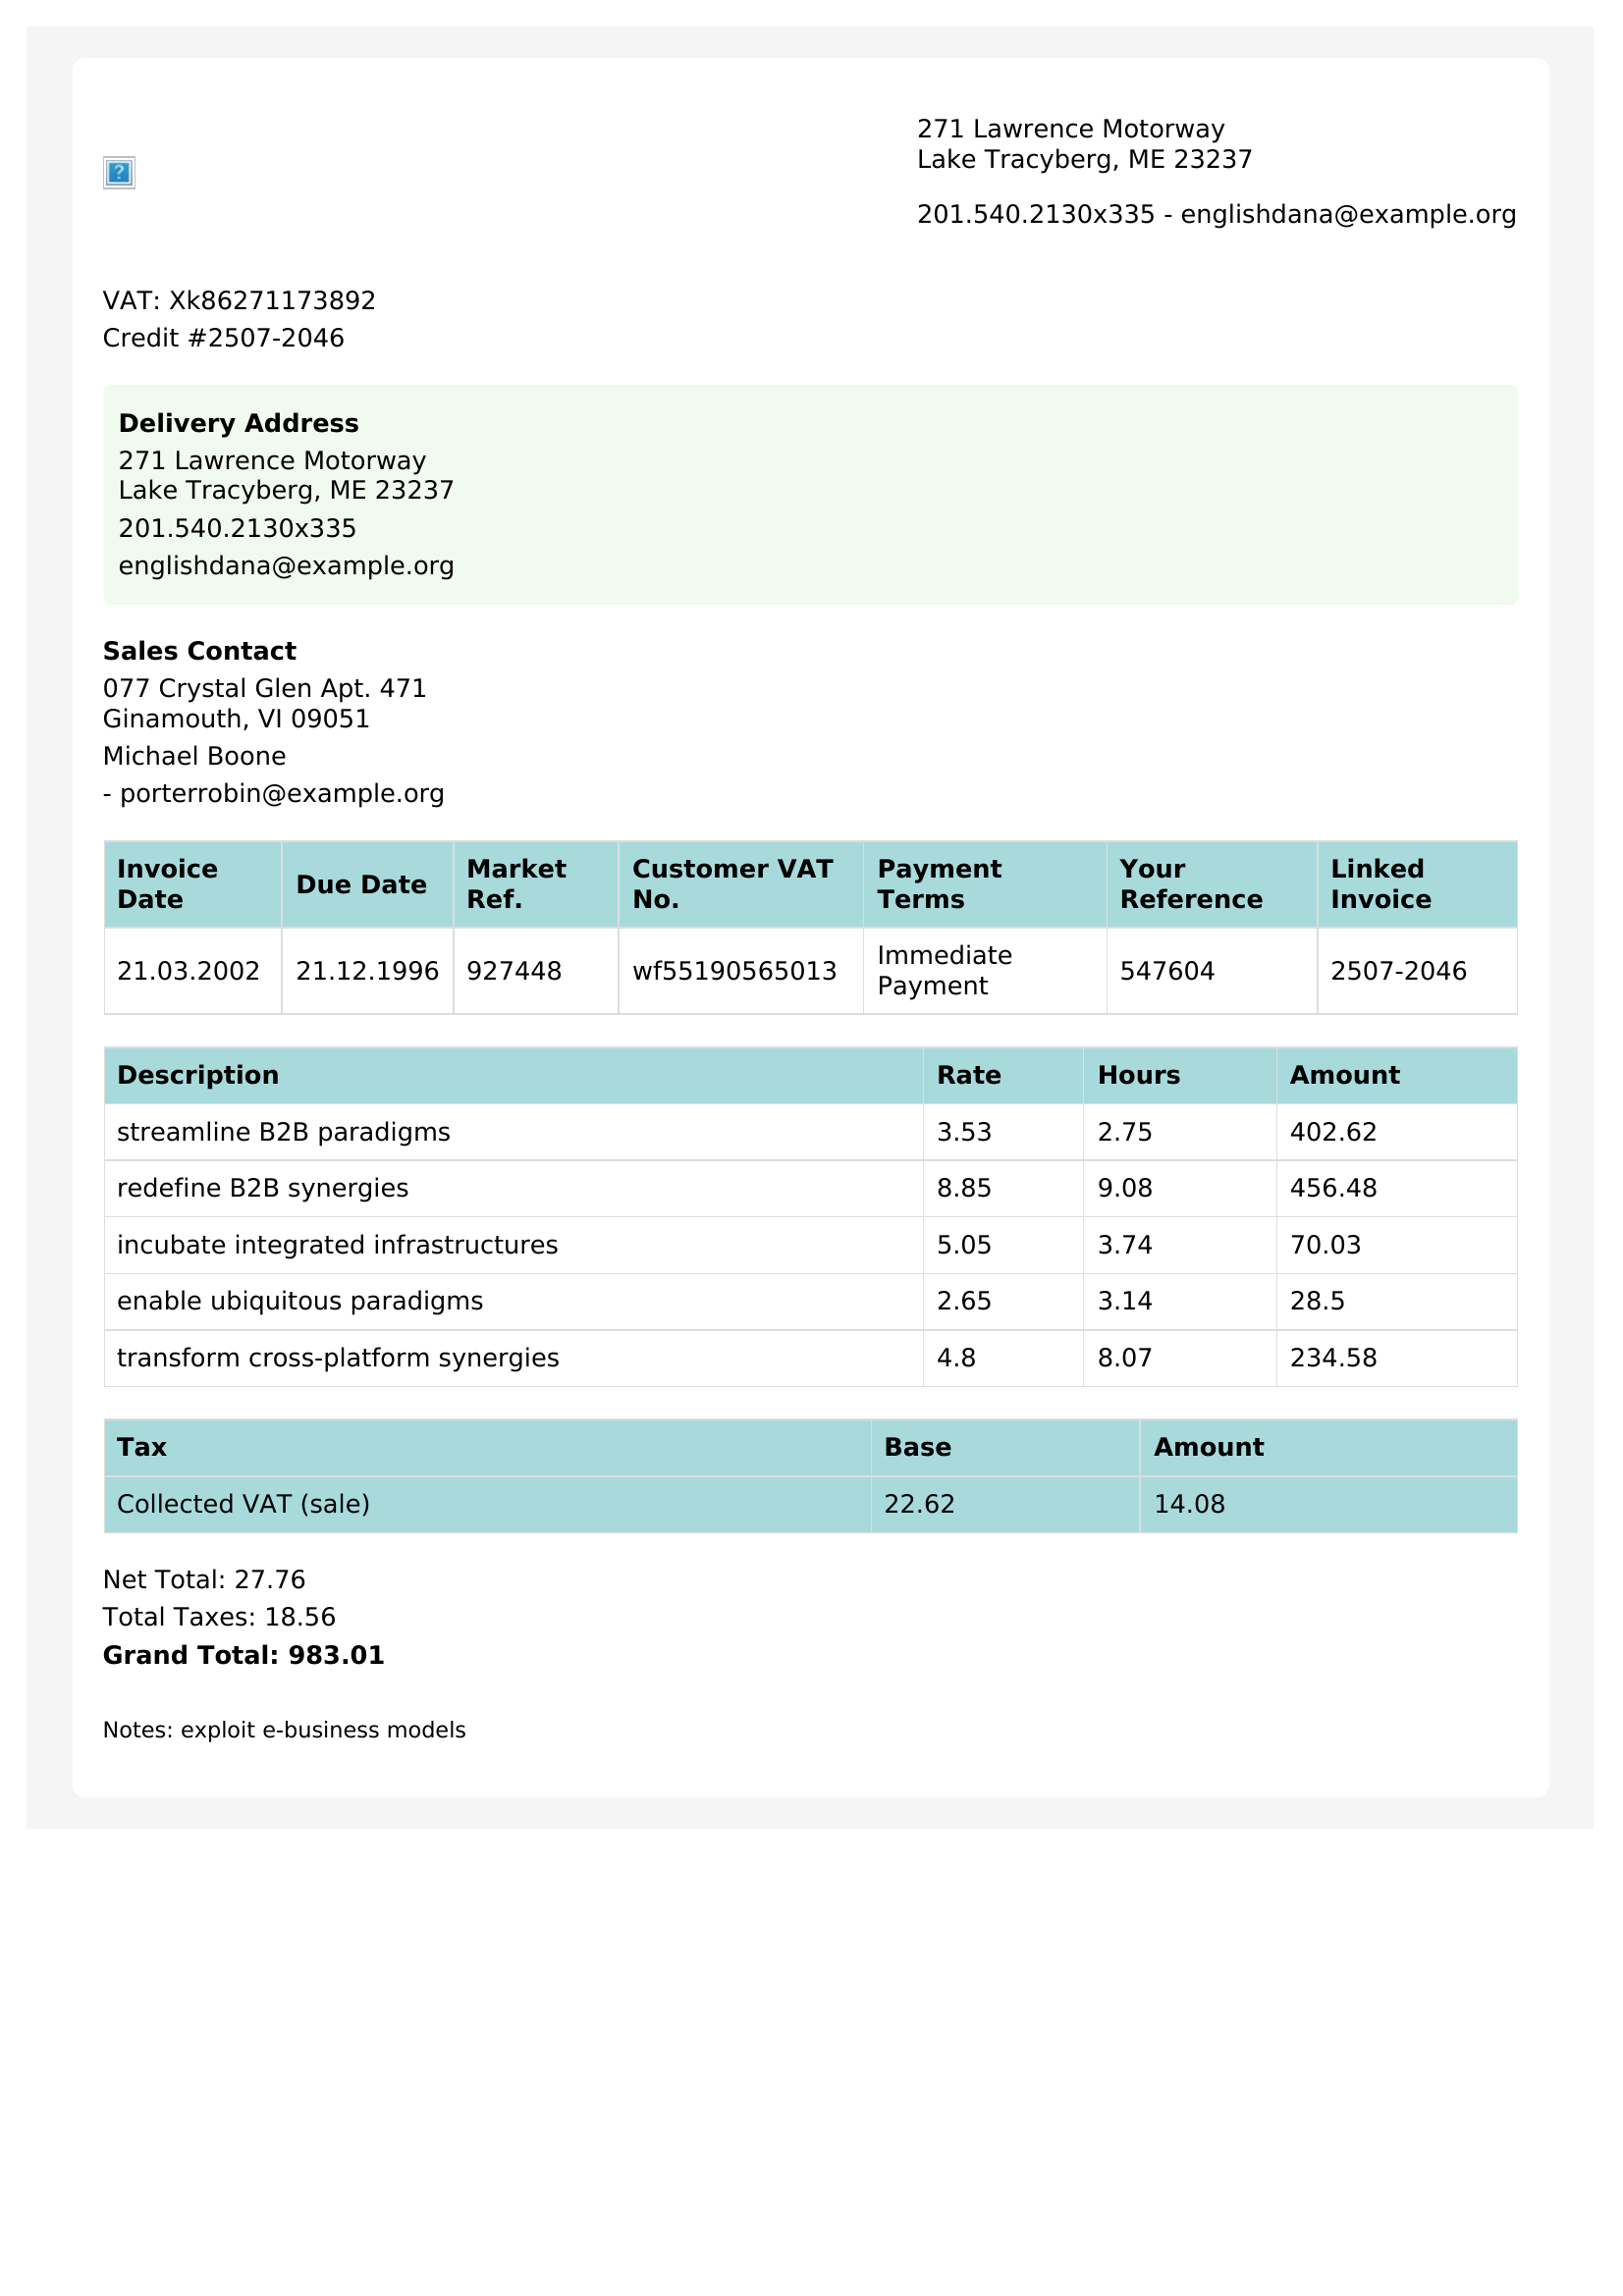 271 Lawrence Motorway
Lake Tracyberg, ME 23237
201.540.2130x335 - englishdana@example.org
VAT: Xk86271173892
Credit #2507-2046
Delivery Address
271 Lawrence Motorway
Lake Tracyberg, ME 23237
201.540.2130x335
englishdana@example.org
Sales Contact
077 Crystal Glen Apt. 471
Ginamouth, VI 09051
Michael Boone
- porterrobin@example.org
Invoice Date Due Date Market Ref. Customer VAT No. Payment Terms Your Reference Linked Invoice
21.03.2002 21.12.1996 927448 wf55190565013 Immediate Payment 547604 2507-2046
Description Rate Hours Amount
streamline B2B paradigms 3.53 2.75 402.62
redefine B2B synergies 8.85 9.08 456.48
incubate integrated infrastructures 5.05 3.74 70.03
enable ubiquitous paradigms 2.65 3.14 28.5
transform cross-platform synergies 4.8 8.07 234.58
Tax Base Amount
Collected VAT (sale) 22.62 14.08
Net Total: 27.76
Total Taxes: 18.56
Grand Total: 983.01
Notes: exploit e-business models